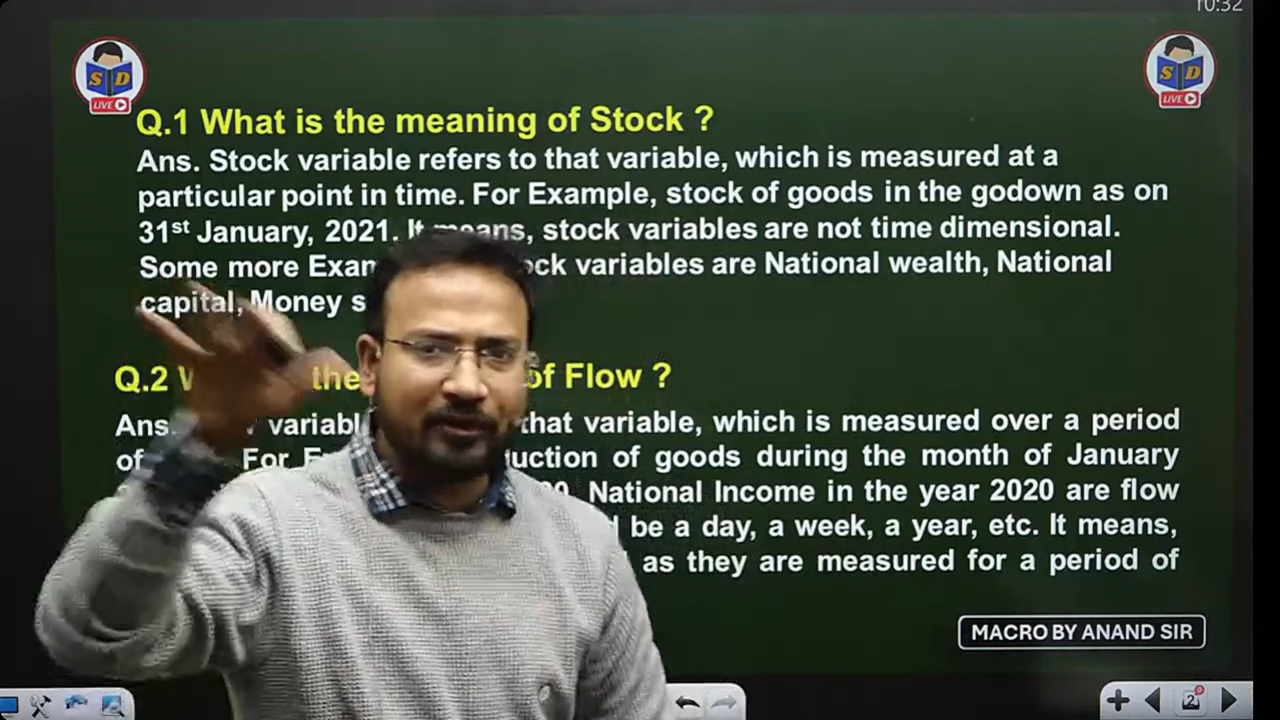 10:32
S D
LIVE
S D
LIVE
Q.1 What is the meaning of Stock ?
Ans. Stock variable refers to that variable, which is measured at a
particular point in time. For Example, stock of goods in the godown as on
31st January, 2021. It means, stock variables are not time dimensional.
Some more Exam ock variables are National wealth, National
capital, Money s
Q.2 W the of Flow ?
Ans. variabl that variable, which is measured over a period
of For E uction of goods during the month of January
National Income in the year 2020 are flow
be a day, a week, a year, etc. It means,
as they are measured for a period of
MACRO BY ANAND SIR
2